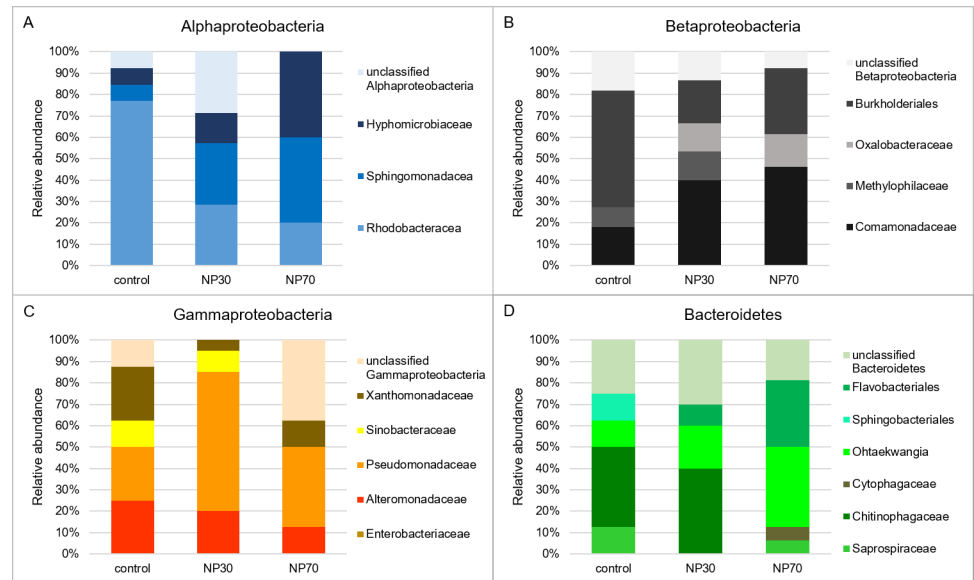 A
Alphaproteobacteria
Relative abundance
100%
90%
80%
70%
60%
50%
40%
30%
20%
10%
0%
control
NP30
NP70
unclassified
Alphaproteobacteria
Hyphomicrobiaceae
Sphingomonadacea
Rhodobacteracea
B
Betaproteobacteria
Relative abundance
100%
90%
80%
70%
60%
50%
40%
30%
20%
10%
0%
control
NP30
NP70
unclassified
Betaproteobacteria
Burkholderiales
Oxalobacteraceae
Methylophilaceae
Comamonadaceae
C
Gammaproteobacteria
Relative abundance
100%
90%
80%
70%
60%
50%
40%
30%
20%
10%
0%
control
NP30
NP70
unclassified
Gammaproteobacteria
Xanthomonadaceae
Sinobacteraceae
Pseudomonadaceae
Alteromonadaceae
Enterobacteriaceae
D
Bacteroidetes
Relative abundance
100%
90%
80%
70%
60%
50%
40%
30%
20%
10%
0%
control
NP30
NP70
unclassified
Bacteroidetes
Flavobacteriales
Sphingobacteriales
Ohtaekwangia
Cytophagaceae
Chitinophagaceae
Saprospiraceae